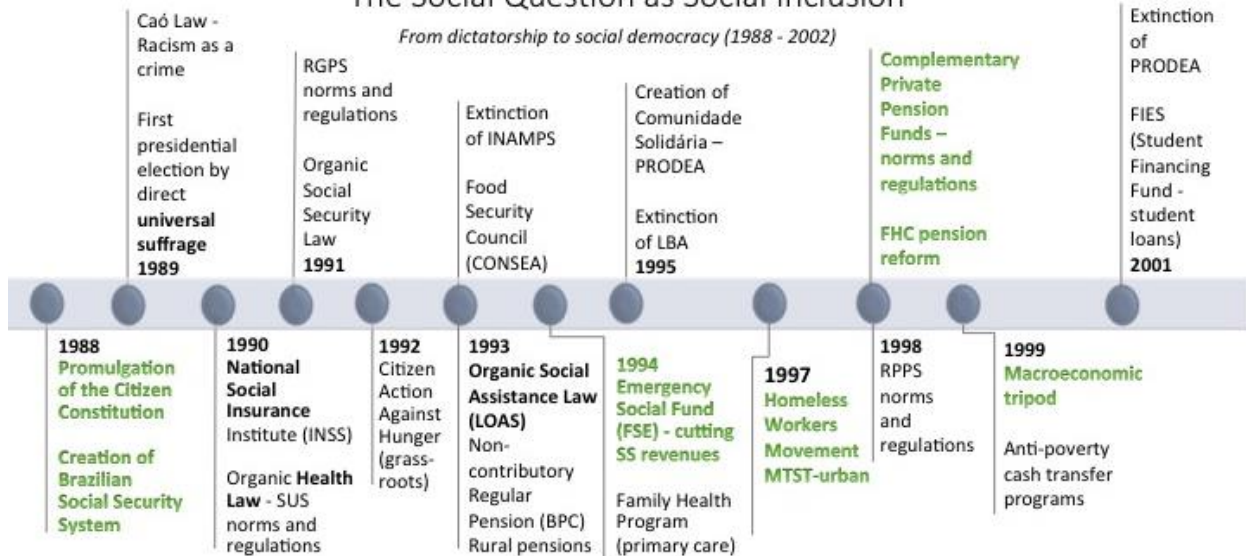 The Social Question as Social Inclusion
From dictatorship to social democracy (1988 - 2002)
Caó Law -
Racism as a
crime
First
presidential
election by
direct
universal
suffrage
1989
RGPS
norms and
regulations
Organic
Social
Security
Law
1991
Extinction
of INAMPS
Food
Security
Council
(CONSEA)
Creation of
Comunidade
Solidária –
PRODEA
Extinction
of LBA
1995
Complementary
Private
Pension
Funds –
norms and
regulations
FHC pension
reform
Extinction
of
PRODEA
FIES
(Student
Financing
Fund -
student
loans)
2001
1988
Promulgation
of the Citizen
Constitution
Creation of
Brazilian
Social Security
System
1990
National
Social
Insurance
Institute (INSS)
Organic Health
Law - SUS
norms and
regulations
1992
Citizen
Action
Against
Hunger
(grass-
roots)
1993
Organic Social
Assistance Law
(LOAS)
Non-
contributory
Regular
Pension (BPC)
Rural pensions
1994
Emergency
Social Fund
(FSE) - cutting
SS revenues
Family Health
Program
(primary care)
1997
Homeless
Workers
Movement
MTST-urban
1998
RPPS
norms
and
regulations
1999
Macroeconomic
tripod
Anti-poverty
cash transfer
programs